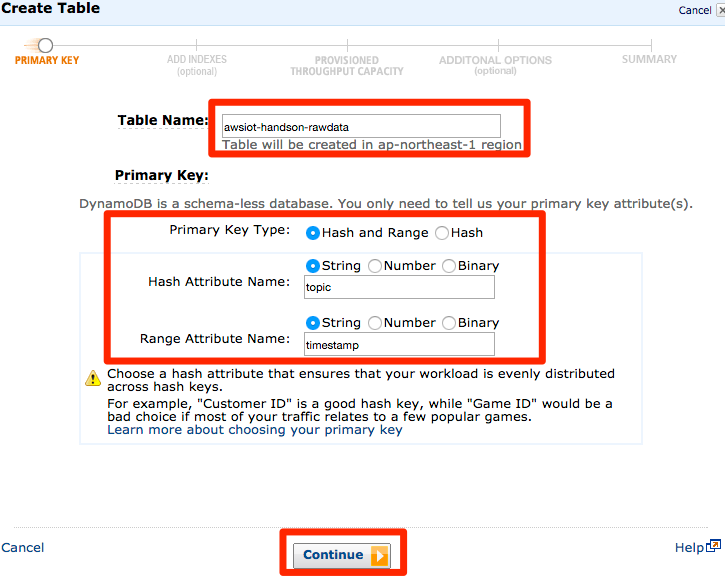 Create Table
Cancel
PRIMARY KEY
ADD INDEXES
(optional)
PROVISIONED
THROUGHPUT CAPACITY
ADDITONAL OPTIONS
(optional)
SUMMARY
Table Name:
awsiot-handson-rawdata
Table will be created in ap-northeast-1 region
Primary Key:
DynamoDB is a schema-less database. You only need to tell us your primary key attribute(s).
Primary Key Type: Hash and Range Hash
String Number Binary
Hash Attribute Name: topic
String Number Binary
Range Attribute Name: timestamp
Choose a hash attribute that ensures that your workload is evenly distributed
across hash keys.
For example, "Customer ID" is a good hash key, while "Game ID" would be a
bad choice if most of your traffic relates to a few popular games.
Learn more about choosing your primary key
Cancel
Continue
Help